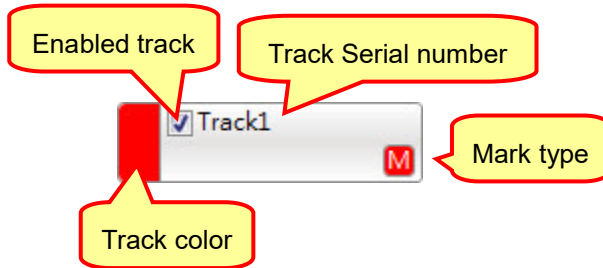 Enabled track
Track Serial number
Track1
M
Mark type
Track color